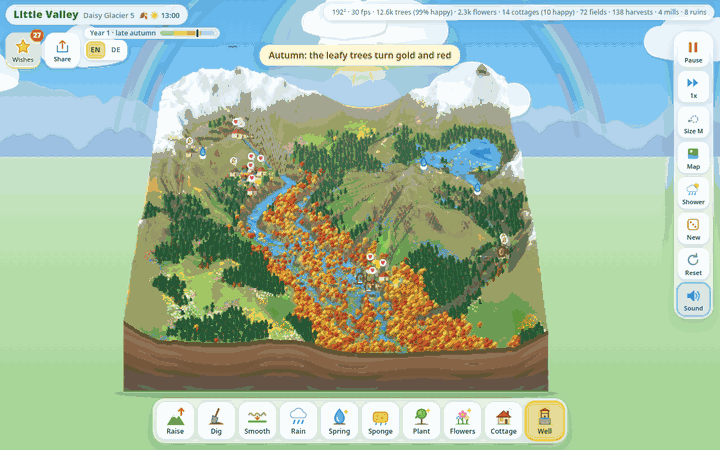 Little Valley Daisy Glacier 5 13:00
192² · 30 fps · 12.6k trees (99% happy) · 2.3k flowers · 14 cottages (10 happy) · 72 fields · 138 harvests · 4 mills · 8 ruins
27
Wishes
Share
Year 1 · late autumn
EN DE
Autumn: the leafy trees turn gold and red
Pause
1x
Size M
Map
Shower
New
Reset
Sound
Raise Dig Smooth Rain Spring Sponge Plant Flowers Cottage Well